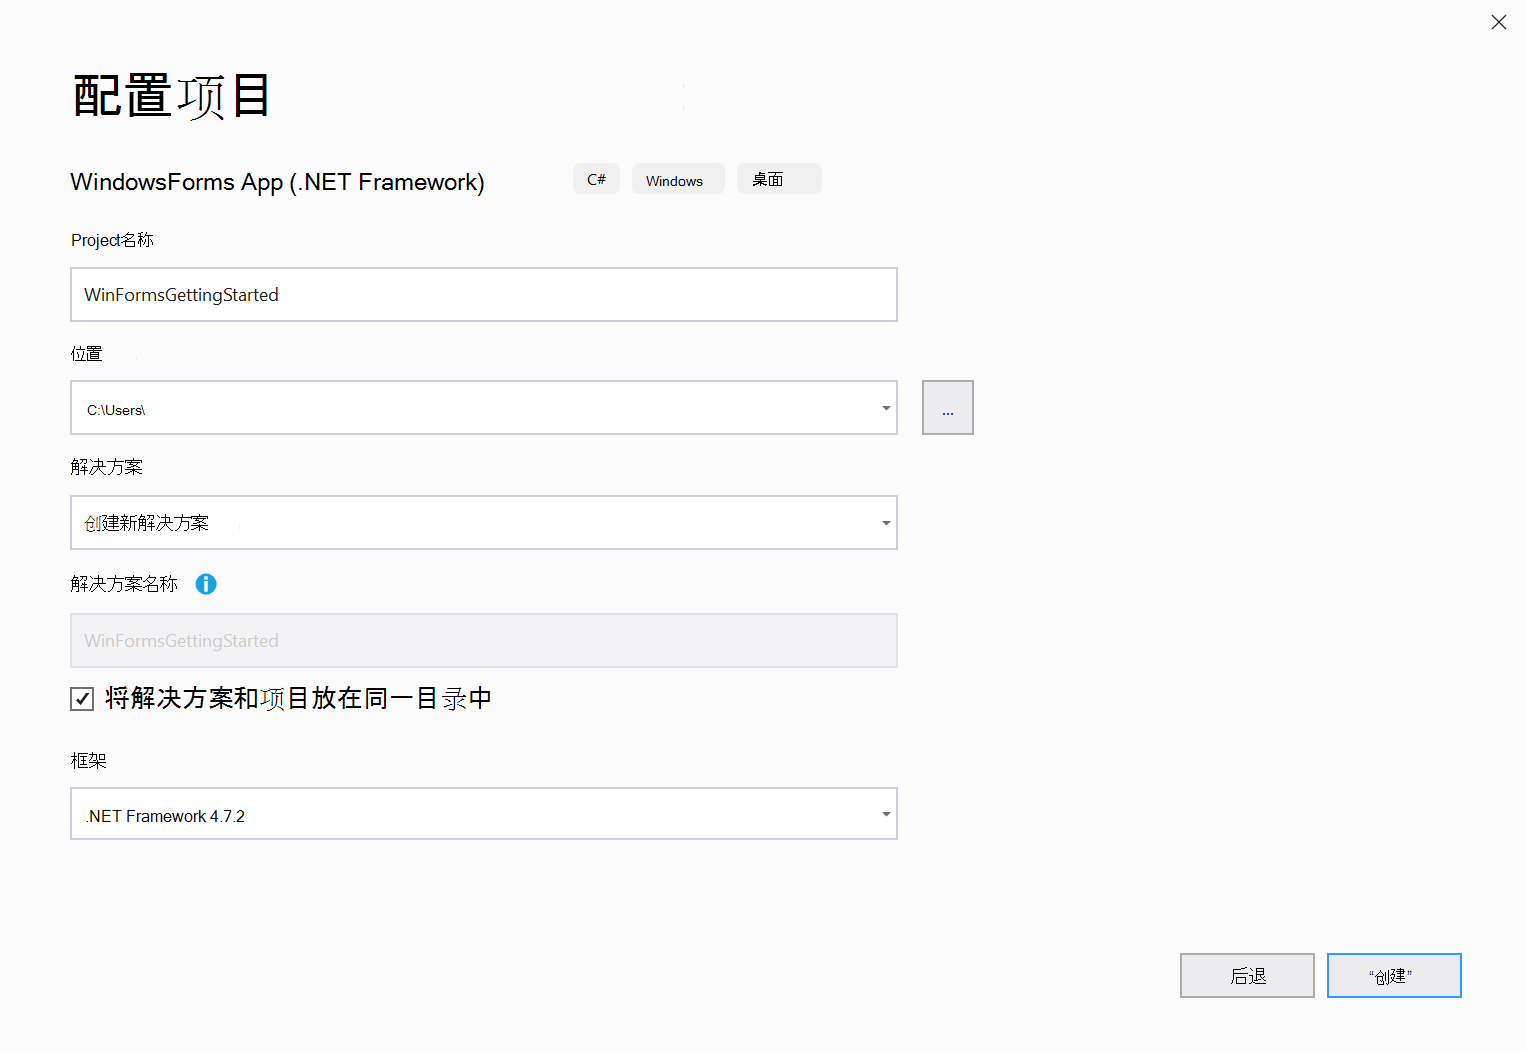 配置项目
WindowsForms App (.NET Framework) C# Windows 桌面
Project名称
WinFormsGettingStarted
位置
C:\Users\
...
解决方案
创建新解决方案
解决方案名称
WinFormsGettingStarted
将解决方案和项目放在同一目录中
框架
.NET Framework 4.7.2
后退 “创建”